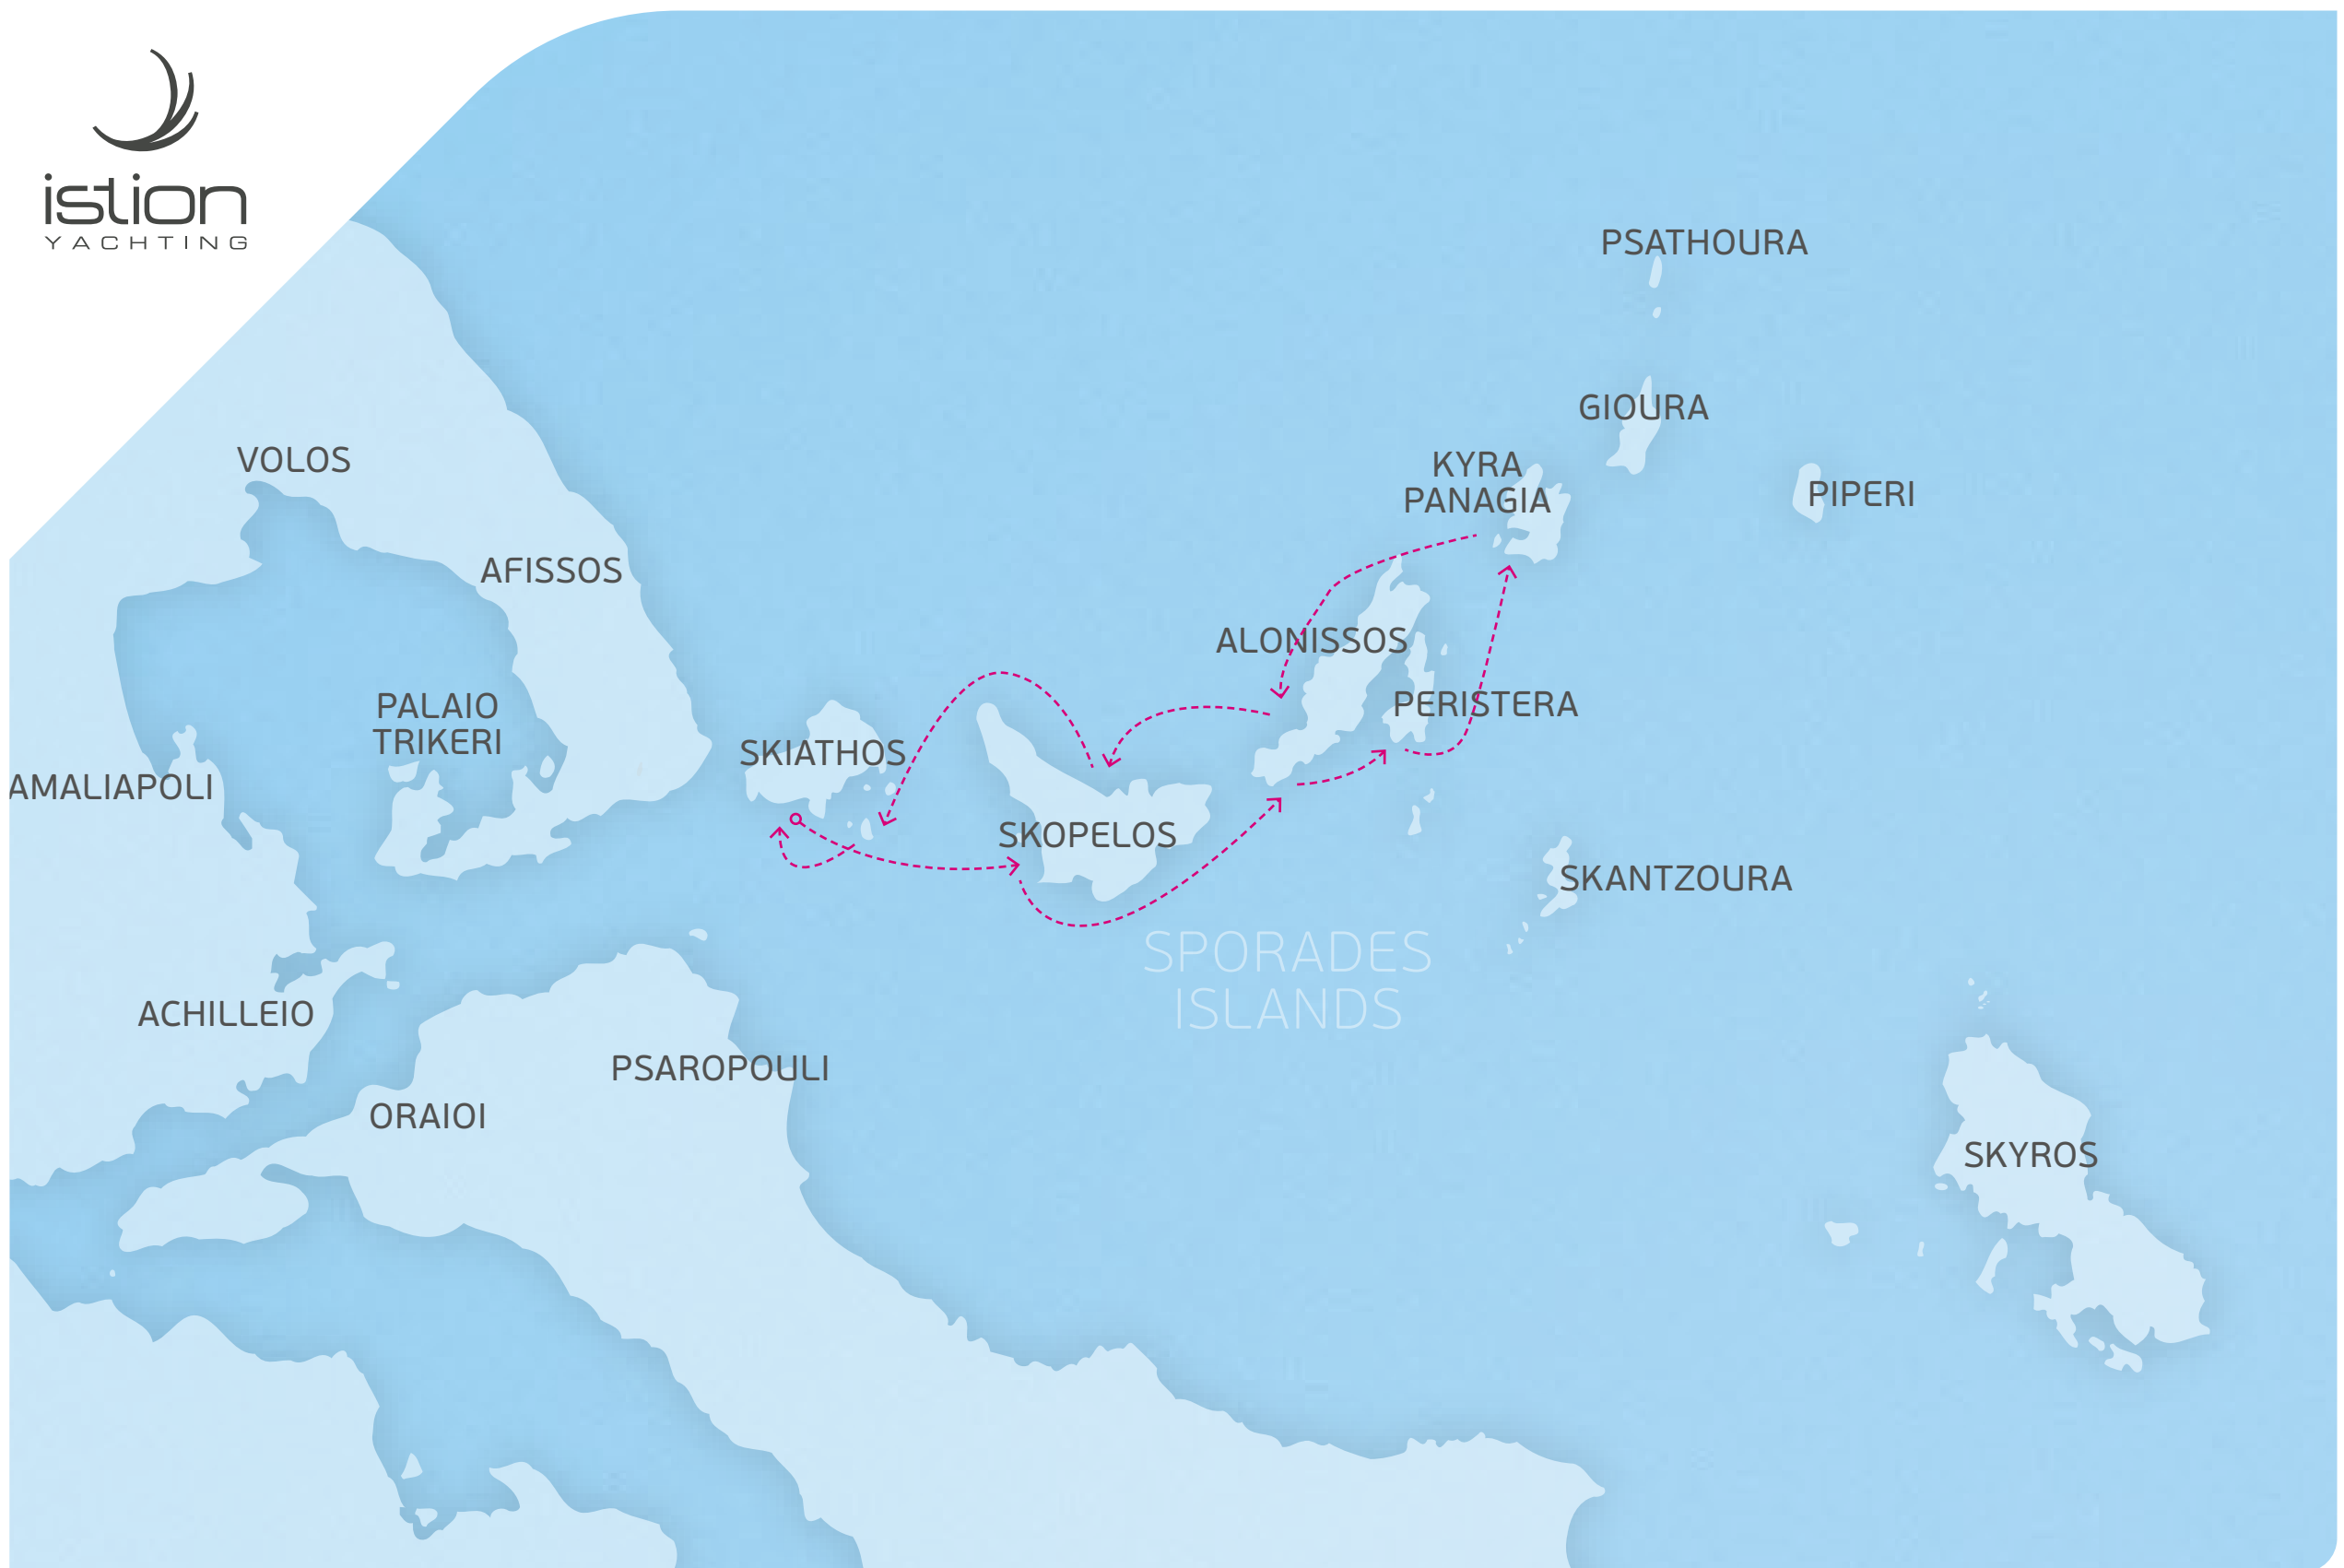 istion
YACHTING
PSATHOURA
GIOURA
VOLOS
KYRA
PANAGIA
PIPERI
AFISSOS
ALONISSOS
PALAIO
TRIKERI
PERISTERA
SKIATHOS
AMALIAPOLI
SKOPELOS
SKANTZOURA
SPORADES
ISLANDS
ACHILLEIO
PSAROPOULI
ORAIOI
SKYROS